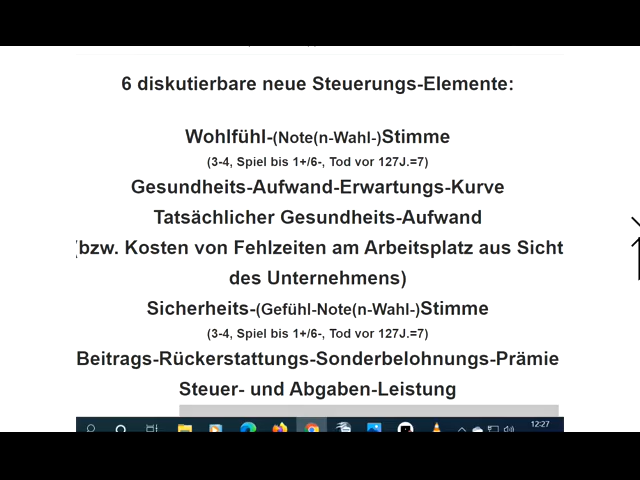 6 diskutierbare neue Steuerungs-Elemente:
Wohlfühl-(Note(n-Wahl-)Stimme
(3-4, Spiel bis 1+/6-, Tod vor 127J.=7)
Gesundheits-Aufwand-Erwartungs-Kurve
Tatsächlicher Gesundheits-Aufwand
(bzw. Kosten von Fehlzeiten am Arbeitsplatz aus Sicht
des Unternehmens)
Sicherheits-(Gefühl-Note(n-Wahl-)Stimme
(3-4, Spiel bis 1+/6-, Tod vor 127J.=7)
Beitrags-Rückerstattungs-Sonderbelohnungs-Prämie
Steuer- und Abgaben-Leistung
12:27